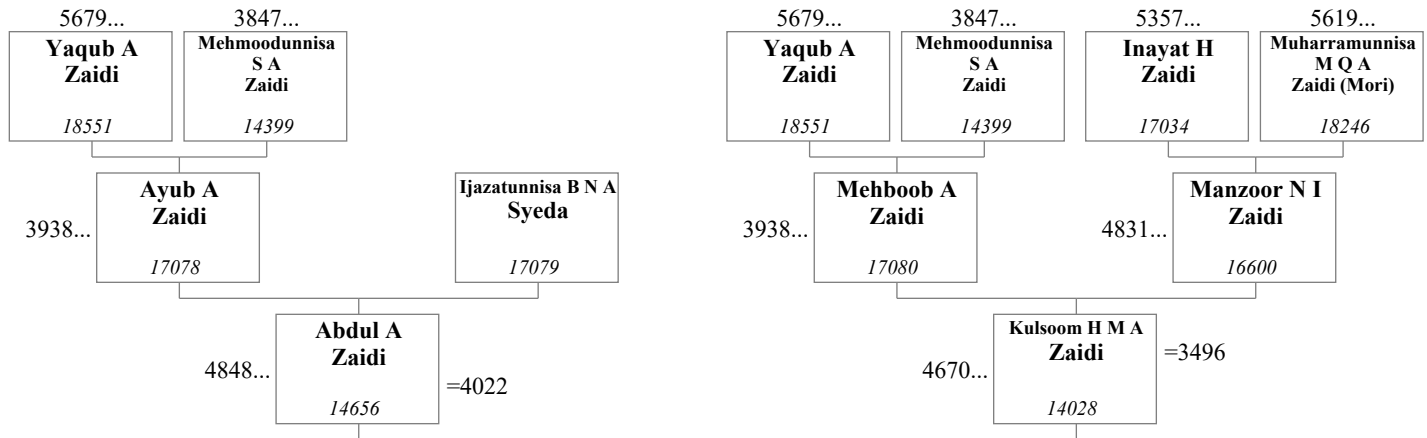 5679... 3847... 5679... 3847... 5357... 5619...
Yaqub A
Zaidi
18551
Mehmoodunnisa
S A
Zaidi
14399
Yaqub A
Zaidi
18551
Mehmoodunnisa
S A
Zaidi
14399
Inayat H
Zaidi
17034
Muharramunnisa
M Q A
Zaidi (Mori)
18246
3938...
Ayub A
Zaidi
17078
Ijazatunnisa B N A
Syeda
17079
3938...
Mehboob A
Zaidi
17080
4831...
Manzoor N I
Zaidi
16600
4848...
Abdul A
Zaidi
14656
=4022
4670...
Kulsoom H M A
Zaidi
14028
=3496